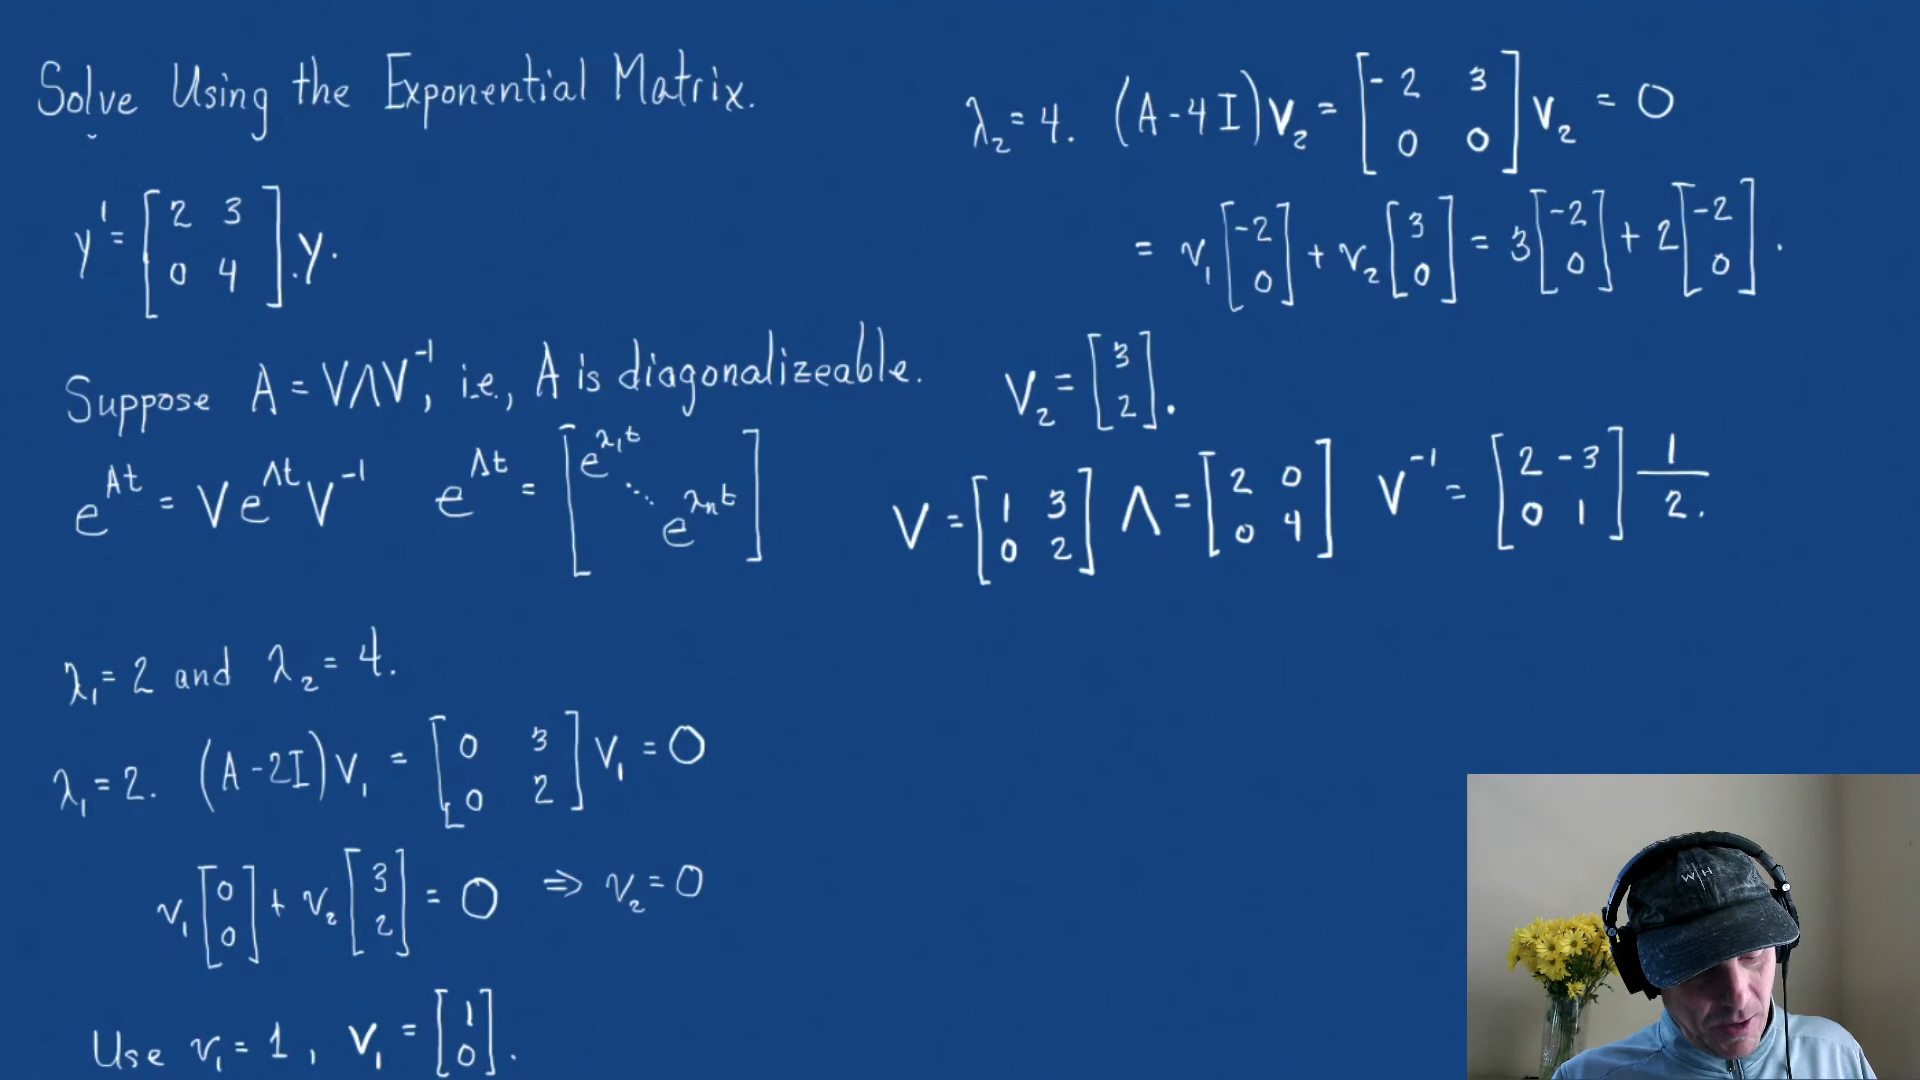 Solve Using the Exponential Matrix.
y' = [2 3; 0 4].y.
Suppose A = VΛV⁻¹, i.e., A is diagonalizeable.
e^{At} = V e^{Λt} V⁻¹   e^{Λt} = [e^{λ₁t} ⋱ e^{λₙt}]
λ₁ = 2 and λ₂ = 4.
λ₁ = 2. (A - 2I)v₁ = [0 3; 0 2] v₁ = 0
v₁[0; 0] + v₂[3; 2] = 0 ⇒ v₂ = 0
Use v₁ = 1, v₁ = [1; 0].
λ₂ = 4. (A - 4I)v₂ = [-2 3; 0 0] v₂ = 0
= v₁[-2; 0] + v₂[3; 0] = 3[-2; 0] + 2[-2; 0].
v₂ = [3; 2].
V = [1 3; 0 2] Λ = [2 0; 0 4] V⁻¹ = [2 -3; 0 1] 1/2.
W|H